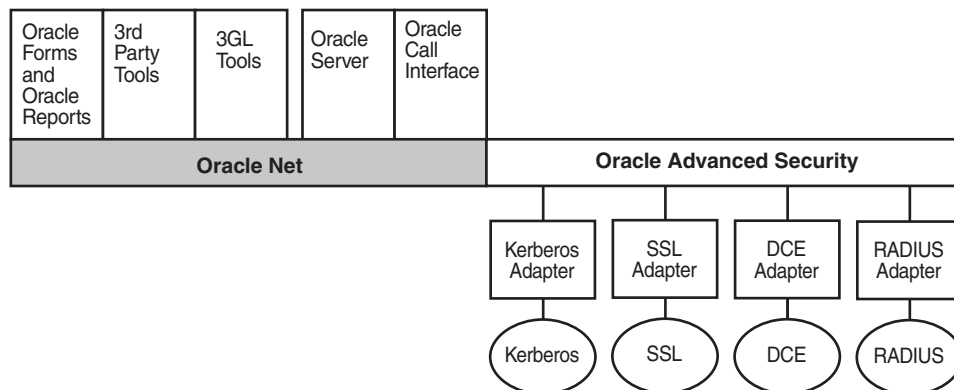 Oracle
Forms
and
Oracle
Reports
3rd
Party
Tools
3GL
Tools
Oracle
Server
Oracle
Call
Interface
Oracle Net
Oracle Advanced Security
Kerberos
Adapter
SSL
Adapter
DCE
Adapter
RADIUS
Adapter
Kerberos
SSL
DCE
RADIUS